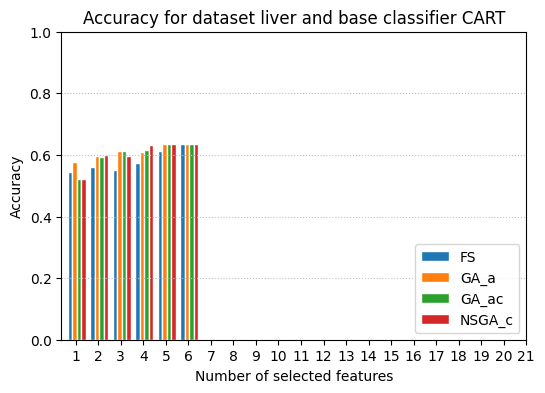 Accuracy for dataset liver and base classifier CART
1.0
0.8
0.6
0.4
0.2
0.0
Accuracy
FS
GA_a
GA_ac
NSGA_c
1 2 3 4 5 6 7 8 9 10 11 12 13 14 15 16 17 18 19 20 21
Number of selected features